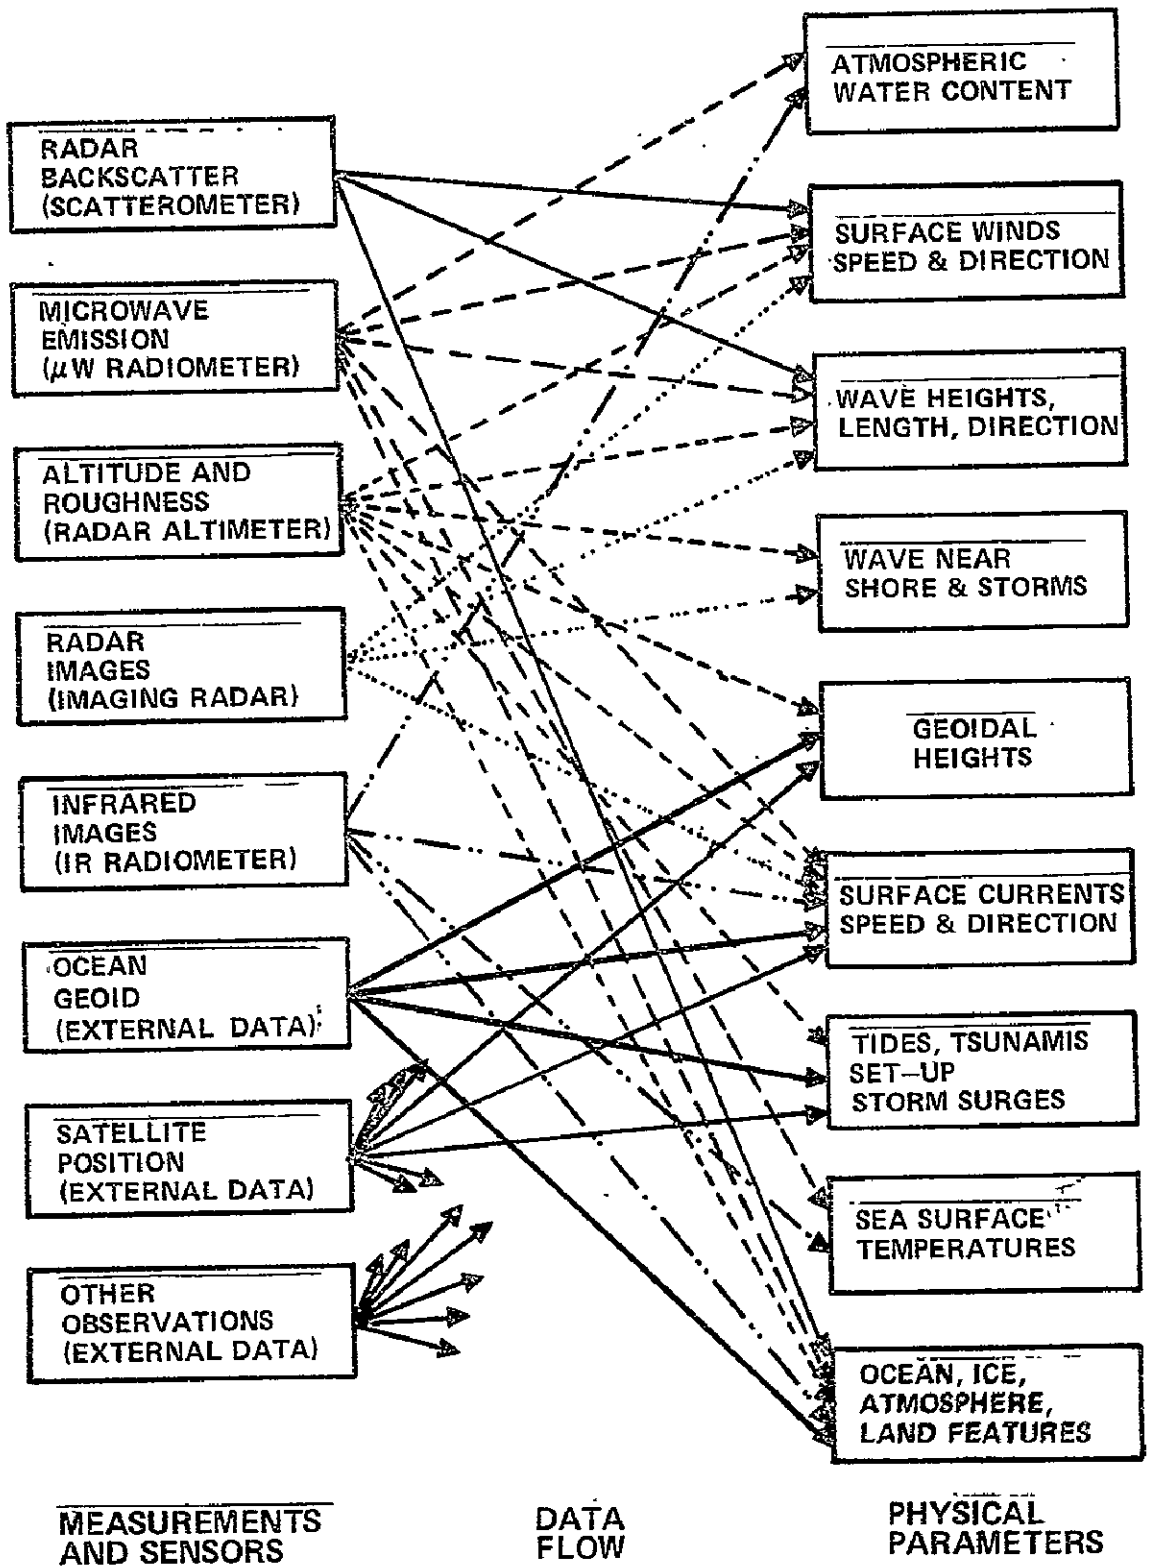 RADAR
BACKSCATTER
(SCATTEROMETER)
MICROWAVE
EMISSION
(μW RADIOMETER)
ALTITUDE AND
ROUGHNESS
(RADAR ALTIMETER)
RADAR
IMAGES
(IMAGING RADAR)
INFRARED
IMAGES
(IR RADIOMETER)
OCEAN
GEOID
(EXTERNAL DATA)
SATELLITE
POSITION
(EXTERNAL DATA)
OTHER
OBSERVATIONS
(EXTERNAL DATA)
MEASUREMENTS
AND SENSORS
DATA
FLOW
ATMOSPHERIC
WATER CONTENT
SURFACE WINDS
SPEED & DIRECTION
WAVE HEIGHTS,
LENGTH, DIRECTION
WAVE NEAR
SHORE & STORMS
GEOIDAL
HEIGHTS
SURFACE CURRENTS
SPEED & DIRECTION
TIDES, TSUNAMIS
SET–UP
STORM SURGES
SEA SURFACE
TEMPERATURES
OCEAN, ICE,
ATMOSPHERE,
LAND FEATURES
PHYSICAL
PARAMETERS